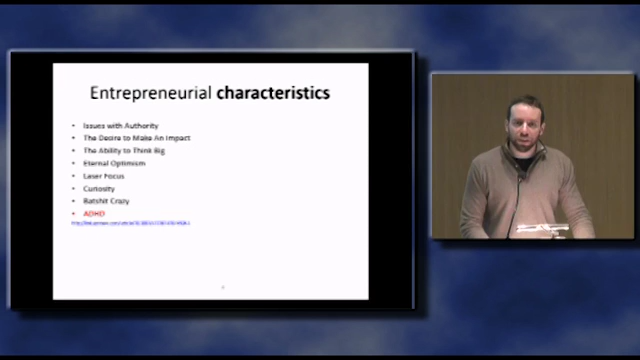 Entrepreneurial characteristics
• Issues with Authority
• The Desire to Make An Impact
• The Ability to Think Big
• Eternal Optimism
• Laser Focus
• Curiosity
• Batshit Crazy
• ADHD